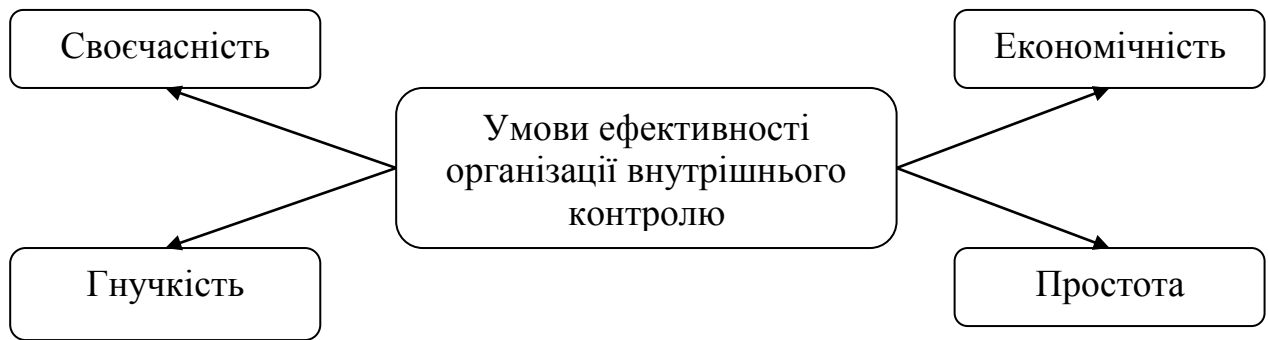 Своєчасність
Економічність
Умови ефективності
організації внутрішнього
контролю
Гнучкість
Простота